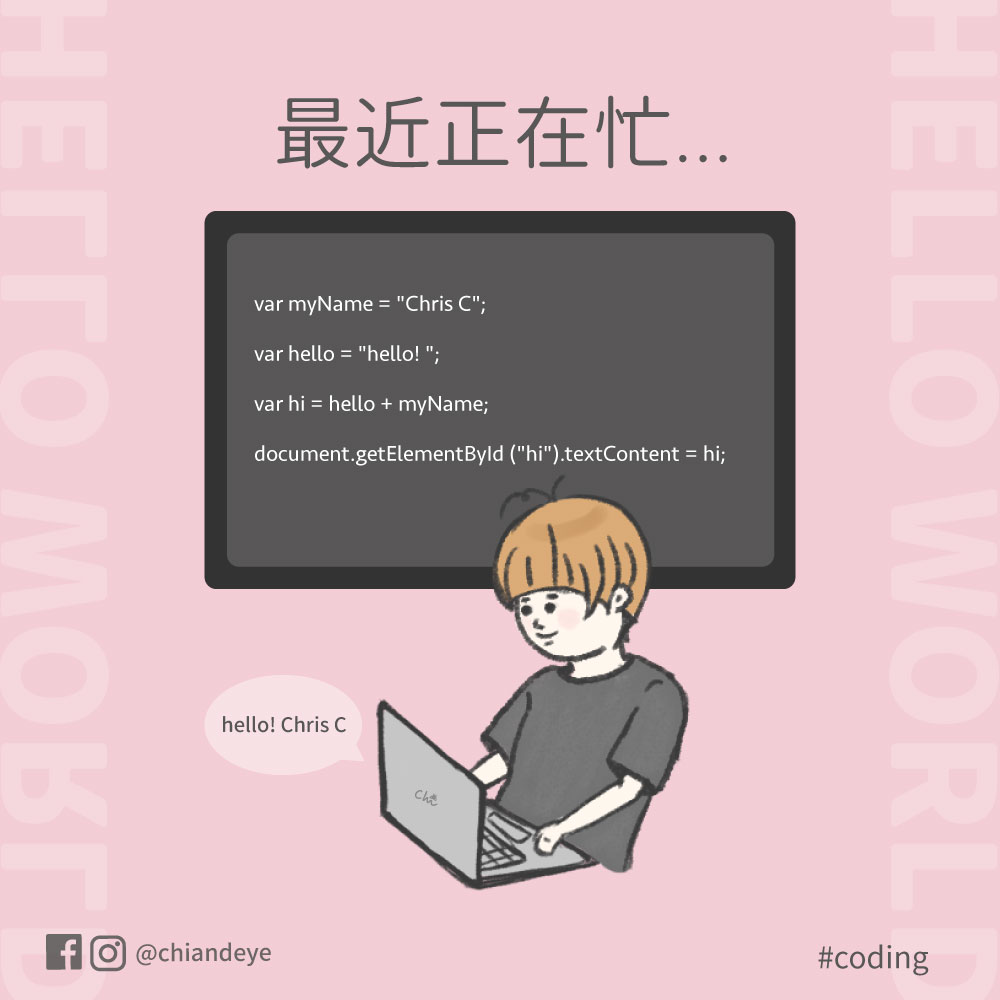 最近正在忙...
var myName = "Chris C";
var hello = "hello! ";
var hi = hello + myName;
document.getElementById ("hi").textContent = hi;
hello! Chris C
Chi
@chiandeye
#coding
HELLO WORLD
HELLO WORLD